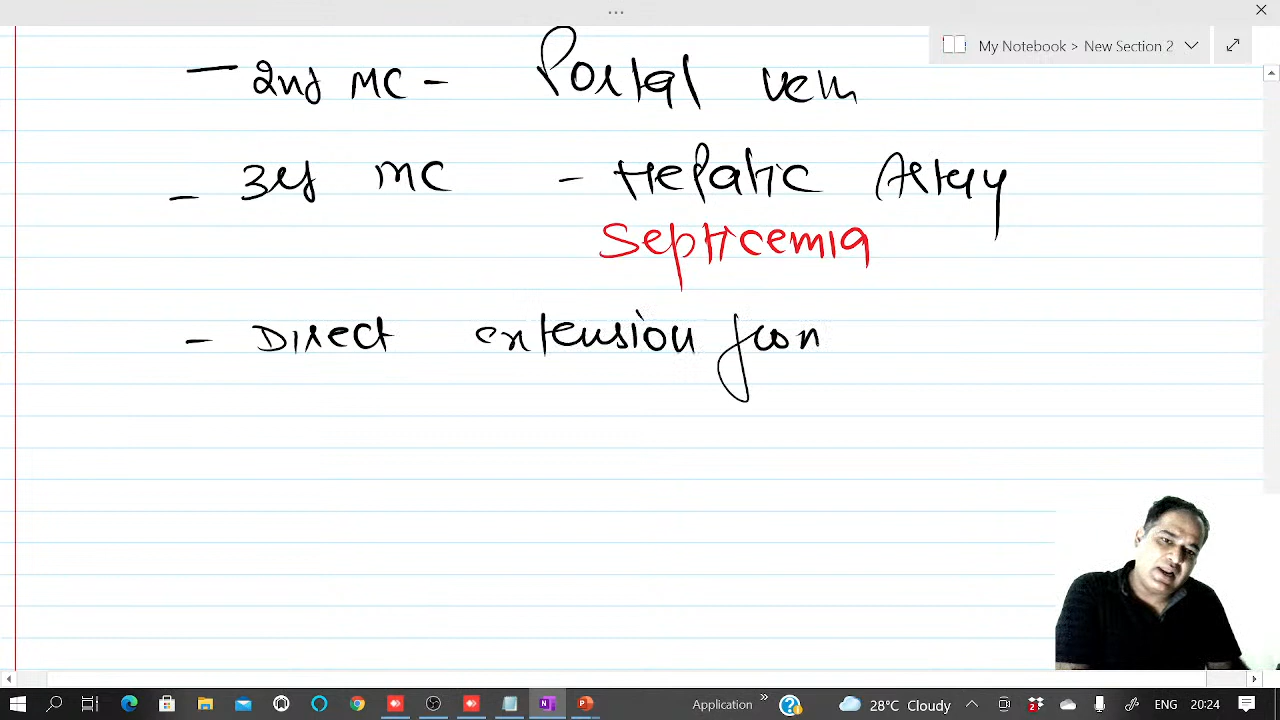 My Notebook > New Section 2
- 2nd MC - Portal vein
- 3rd MC - Hepatic Artery
Septicemia
- Direct extension from
Application
28°C Cloudy
ENG
20:24